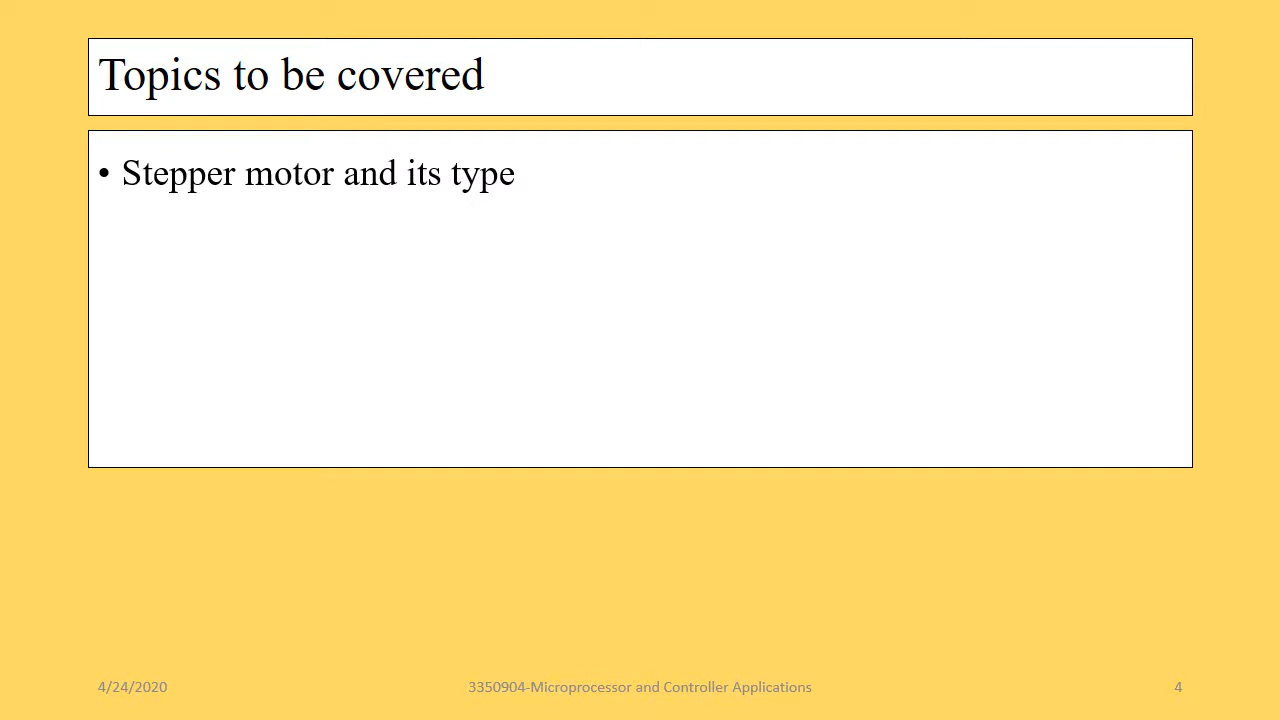 Topics to be covered
• Stepper motor and its type
4/24/2020
3350904-Microprocessor and Controller Applications
4